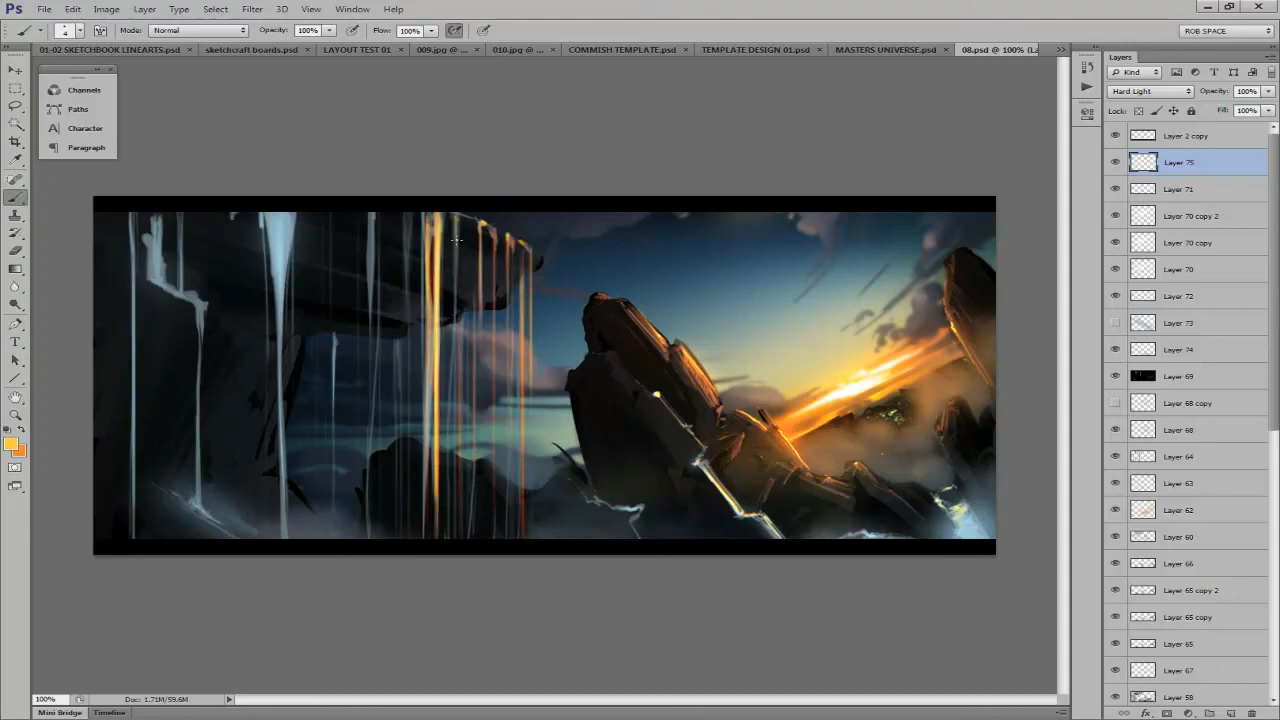 Ps File Edit Image Layer Type Select Filter 3D View Window Help
4 Mode: Normal Opacity: 100% Flow: 100% ROB SPACE
01-02 SKETCHBOOK LINEARTS.psd × sketchcraft boards.psd × LAYOUT TEST 01 × 009.jpg @ ... × 010.jpg @ ... × COMMISH TEMPLATE.psd × TEMPLATE DESIGN 01.psd × MASTERS UNIVERSE.psd × 08.psd @ 100% (La
Channels
Paths
Character
Paragraph
Layers
Kind
Hard Light Opacity: 100%
Lock: Fill: 100%
Layer 2 copy
Layer 75
Layer 71
Layer 70 copy 2
Layer 70 copy
Layer 70
Layer 72
Layer 73
Layer 74
Layer 69
Layer 68 copy
Layer 68
Layer 64
Layer 63
Layer 62
Layer 60
Layer 66
Layer 65 copy 2
Layer 65 copy
Layer 65
Layer 67
Layer 58
100% Doc: 1.71M/59.6M
Mini Bridge Timeline